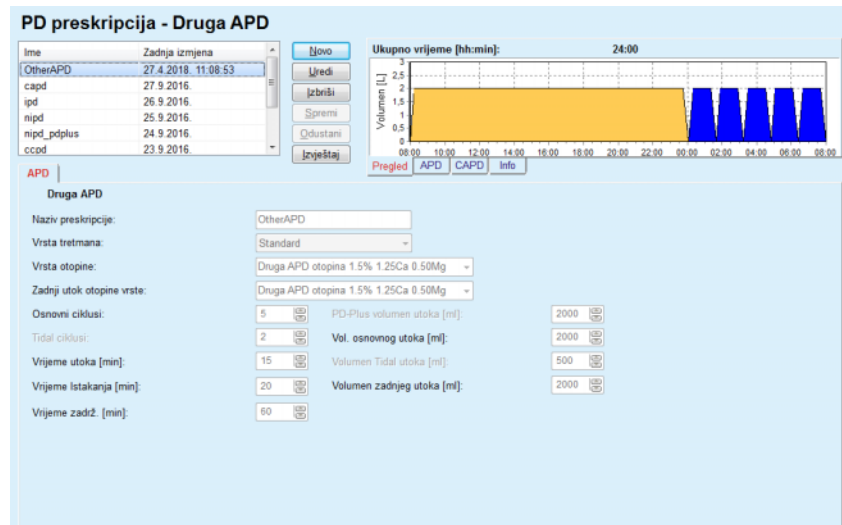 PD preskripcija - Druga APD
Ime Zadnja izmjena
OtherAPD 27.4.2018. 11:08:53
capd 27.9.2016.
ipd 26.9.2016.
nipd 25.9.2016.
nipd_pdplus 24.9.2016.
ccpd 23.9.2016.
Novo
Uredi
Izbriši
Spremi
Odustani
Izvještaj
Ukupno vrijeme [hh:min]: 24:00
Volumen [L]
3
2,5
2
1,5
1
0,5
0
08:00 10:00 12:00 14:00 16:00 18:00 20:00 22:00 00:00 02:00 04:00 06:00 08:00
Pregled APD CAPD Info
APD
Druga APD
Naziv preskripcije: OtherAPD
Vrsta tretmana: Standard
Vrsta otopine: Druga APD otopina 1.5% 1.25Ca 0.50Mg
Zadnji utok otopine vrste: Druga APD otopina 1.5% 1.25Ca 0.50Mg
Osnovni ciklusi: 5 PD-Plus volumen utoka [ml]: 2000
Tidal ciklusi: 2 Vol. osnovnog utoka [ml]: 2000
Vrijeme utoka [min]: 15 Volumen Tidal utoka [ml]: 500
Vrijeme Istakanja [min]: 20 Volumen zadnjeg utoka [ml]: 2000
Vrijeme zadrž. [min]: 60